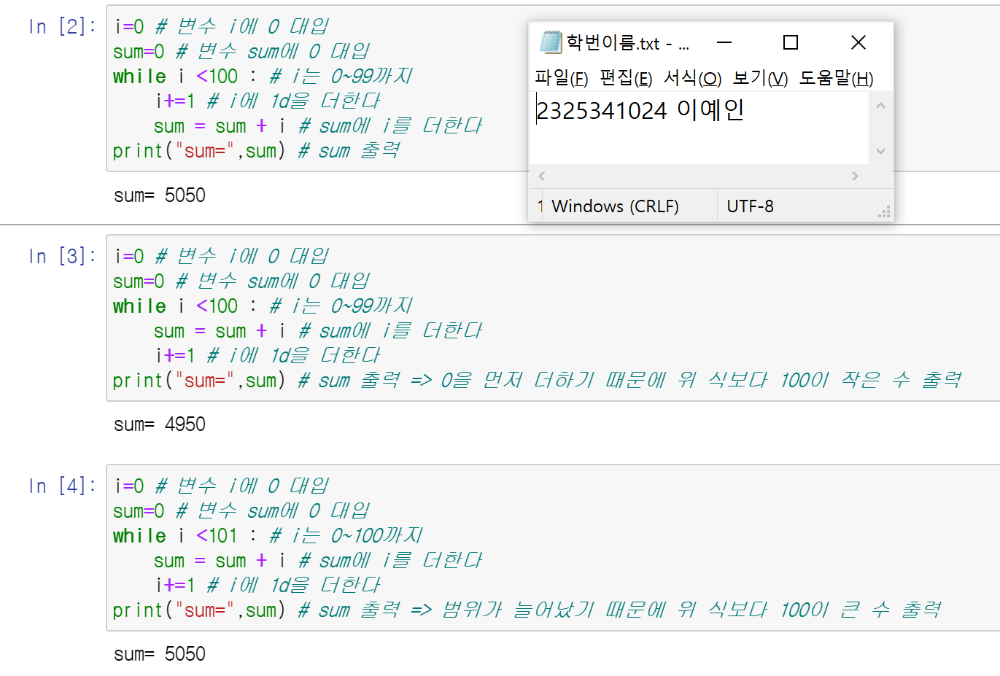 In [2]:
i=0 # 변수 i에 0 대입
sum=0 # 변수 sum에 0 대입
while i <100 : # i는 0~99까지
i+=1 # i에 1d을 더한다
sum = sum + i # sum에 i를 더한다
print("sum=",sum) # sum 출력
sum= 5050
학번이름.txt - ...
파일(F) 편집(E) 서식(O) 보기(V) 도움말(H)
2325341024 이예인
1 Windows (CRLF) UTF-8
In [3]:
i=0 # 변수 i에 0 대입
sum=0 # 변수 sum에 0 대입
while i <100 : # i는 0~99까지
sum = sum + i # sum에 i를 더한다
i+=1 # i에 1d을 더한다
print("sum=",sum) # sum 출력 => 0을 먼저 더하기 때문에 위 식보다 100이 작은 수 출력
sum= 4950
In [4]:
i=0 # 변수 i에 0 대입
sum=0 # 변수 sum에 0 대입
while i <101 : # i는 0~100까지
sum = sum + i # sum에 i를 더한다
i+=1 # i에 1d을 더한다
print("sum=",sum) # sum 출력 => 범위가 늘어났기 때문에 위 식보다 100이 큰 수 출력
sum= 5050